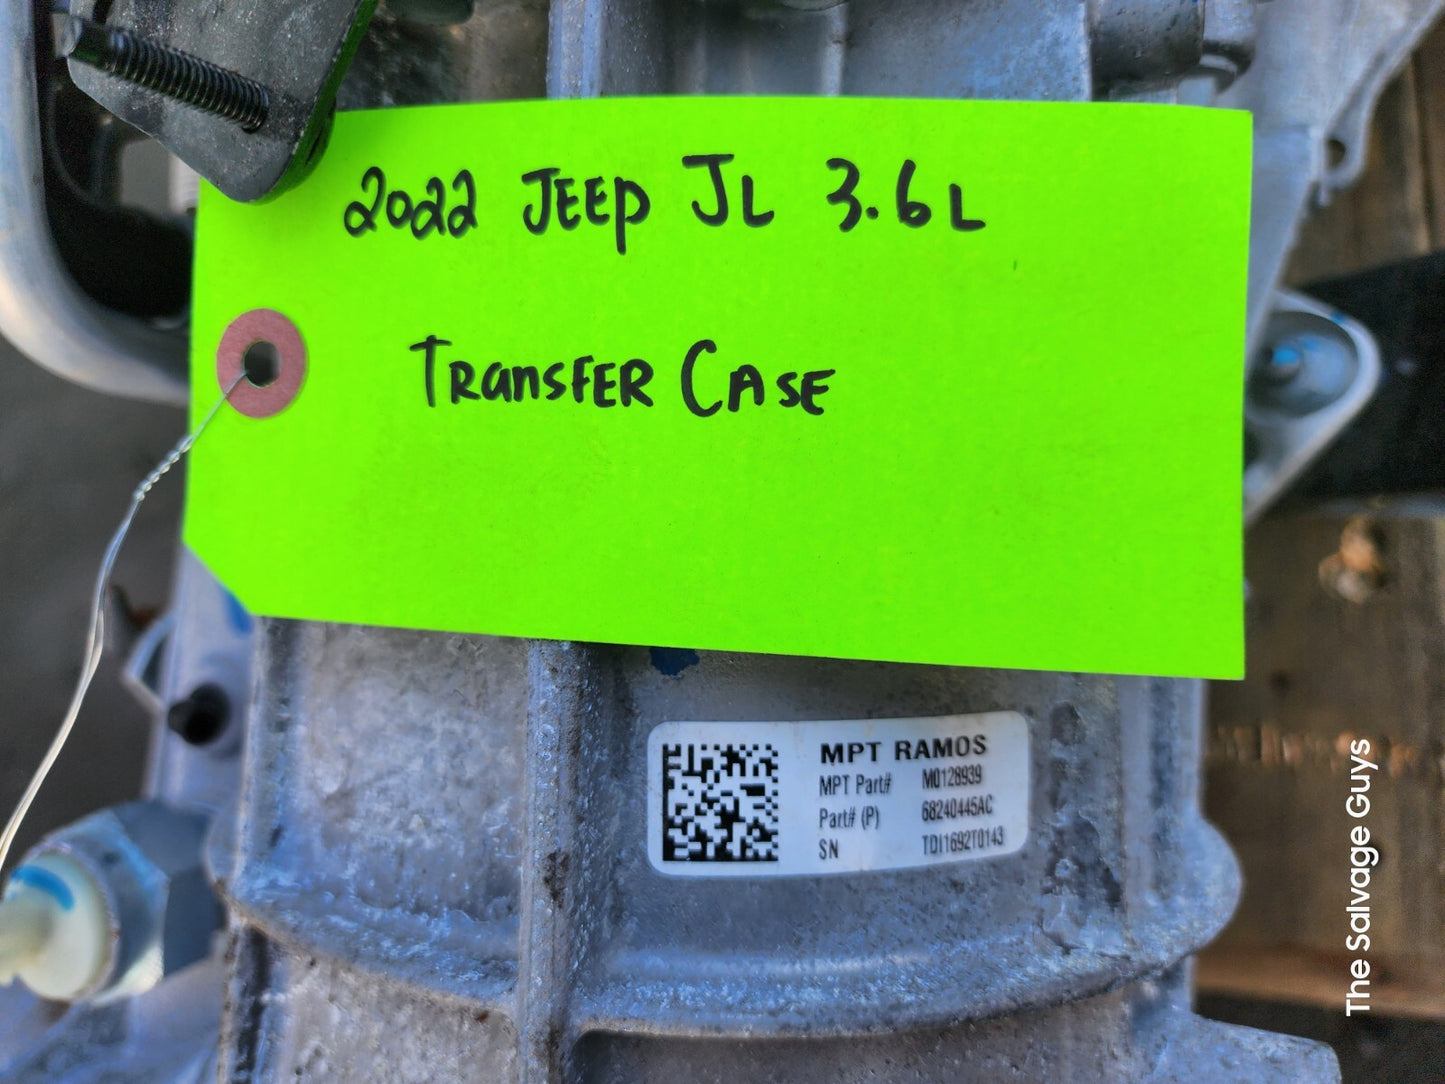 2022 JEEP JL 3.6L
TRansFER CASE
MPT RAMOS
MPT Part# M0128939
Part# (P) 68240445AC
SN TDI1692T0143
The Salvage Guys